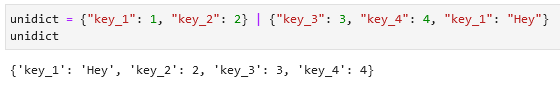 unidict = {"key_1": 1, "key_2": 2} | {"key_3": 3, "key_4": 4, "key_1": "Hey"}
unidict
{'key_1': 'Hey', 'key_2': 2, 'key_3': 3, 'key_4': 4}